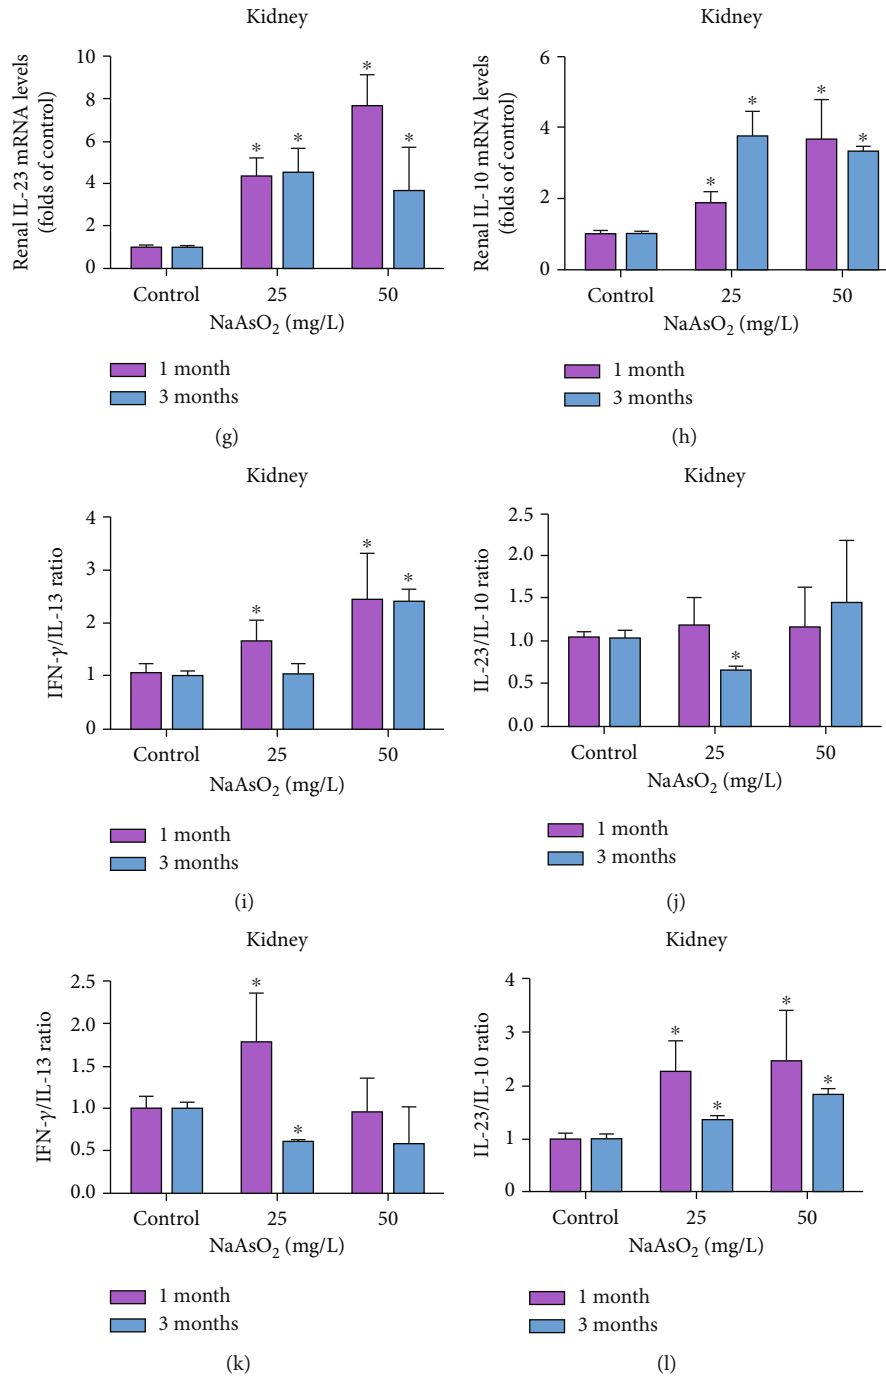 Kidney
Renal IL-23 mRNA levels
(folds of control)
10
8
6
4
2
0
* * * *
Control 25 50
NaAsO2 (mg/L)
1 month
3 months
(g)
Kidney
Renal IL-10 mRNA levels
(folds of control)
6
4
2
0
* * * *
Control 25 50
NaAsO2 (mg/L)
1 month
3 months
(h)
Kidney
IFN-γ/IL-13 ratio
4
3
2
1
0
* * *
Control 25 50
NaAsO2 (mg/L)
1 month
3 months
(i)
Kidney
IL-23/IL-10 ratio
2.5
2.0
1.5
1.0
0.5
0.0
*
Control 25 50
NaAsO2 (mg/L)
1 month
3 months
(j)
Kidney
IFN-γ/IL-13 ratio
2.5
2.0
1.5
1.0
0.5
0.0
* *
Control 25 50
NaAsO2 (mg/L)
1 month
3 months
(k)
Kidney
IL-23/IL-10 ratio
4
3
2
1
0
* * * *
Control 25 50
NaAsO2 (mg/L)
1 month
3 months
(l)